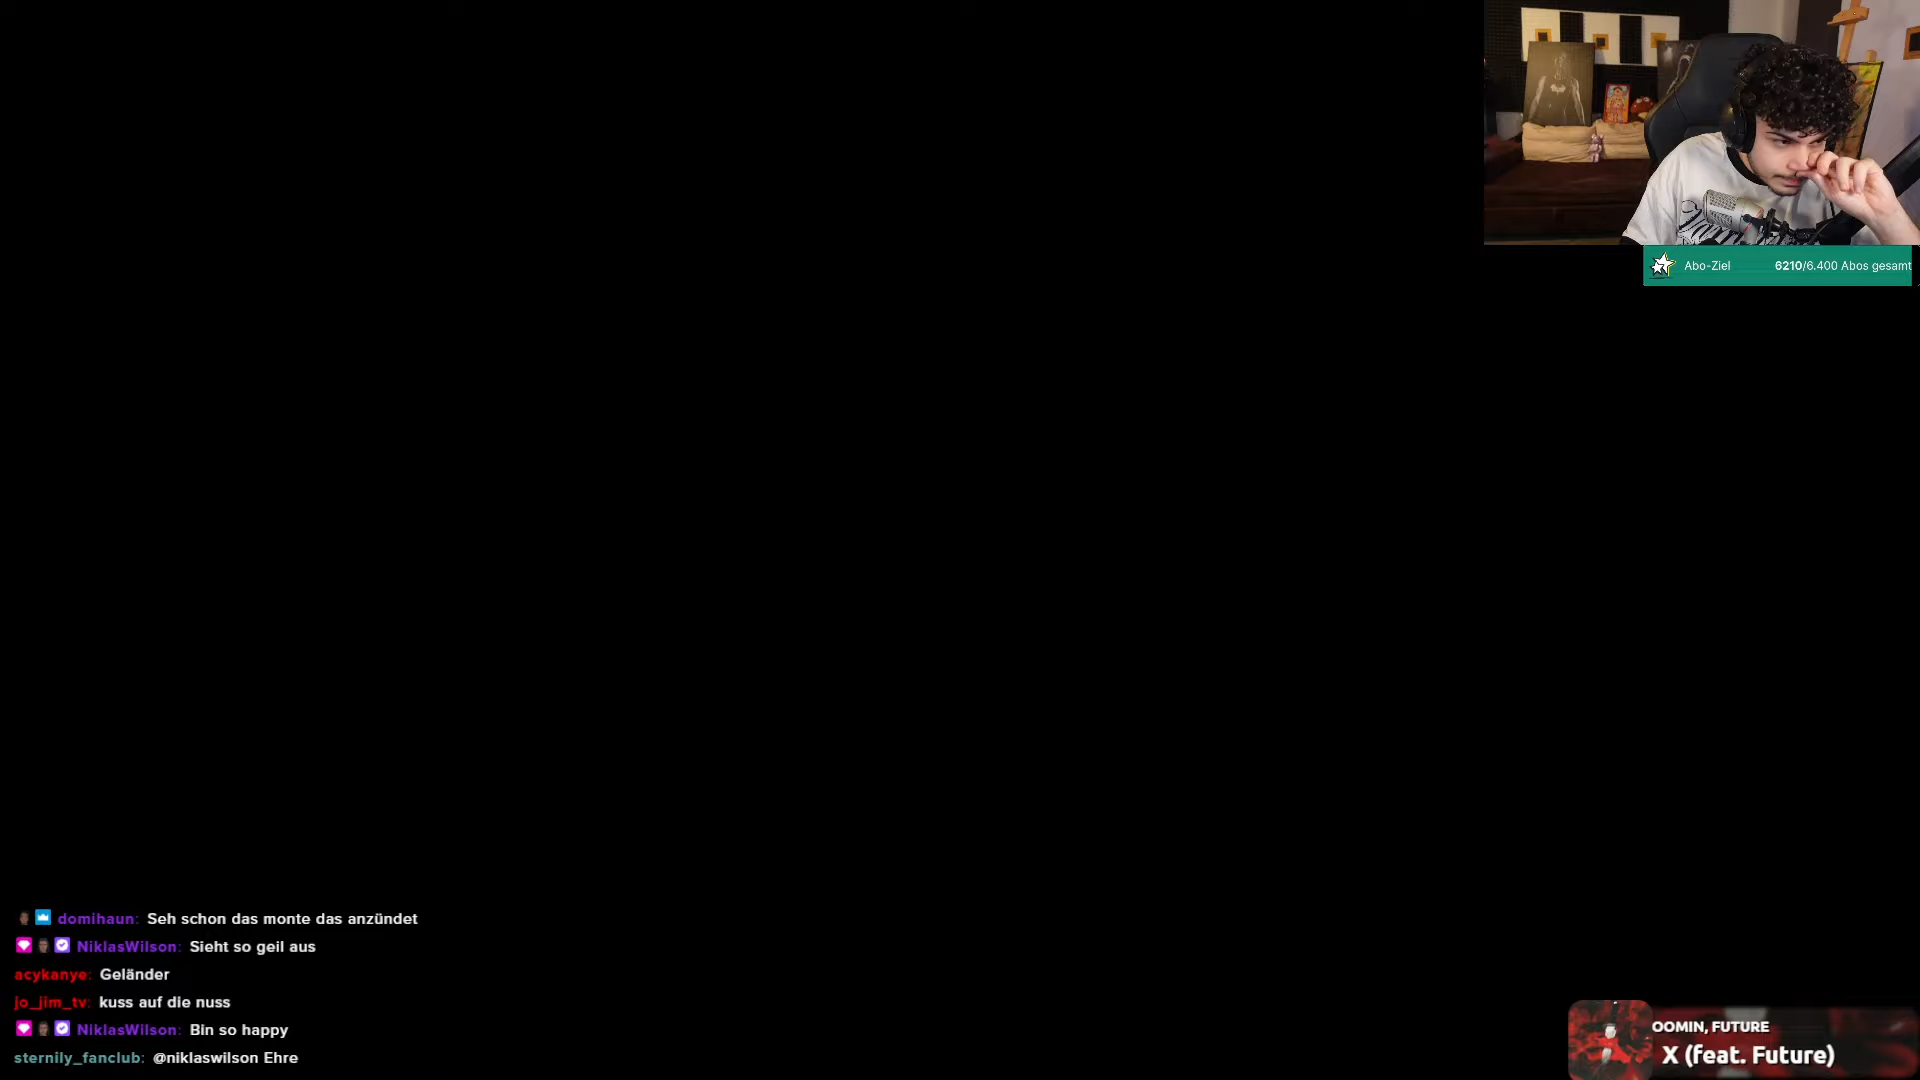 Abo-Ziel 6210/6.400 Abos gesamt
domihaun: Seh schon das monte das anzündet
NiklasWilson: Sieht so geil aus
acykanye: Geländer
jo_jim_tv: kuss auf die nuss
NiklasWilson: Bin so happy
sternily_fanclub: @niklaswilson Ehre
OOMIN, FUTURE
X (feat. Future)